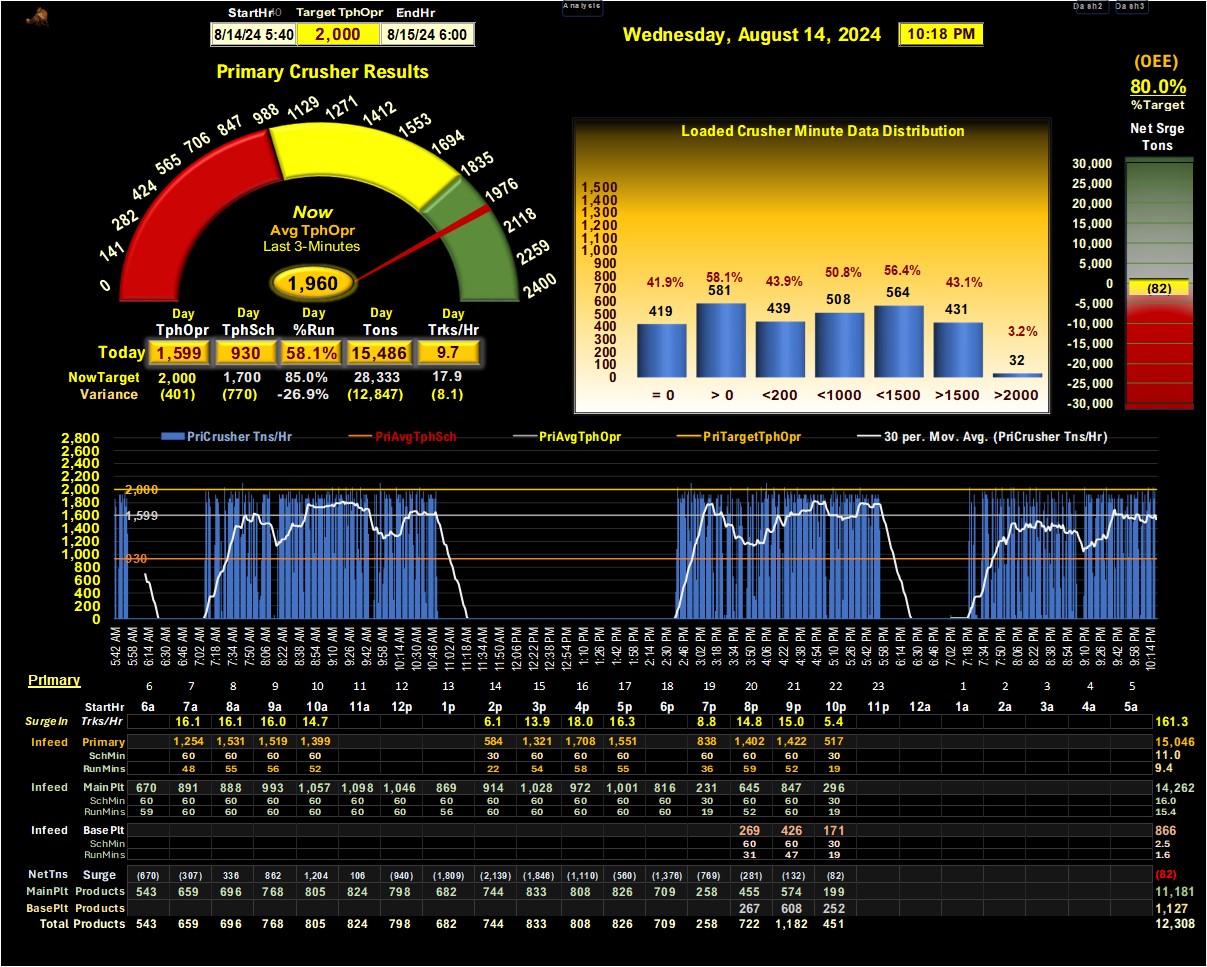 Analysis
Dash2 Dash3
StartHr Target TphOpr EndHr
8/14/24 5:40 2,000 8/15/24 6:00
Wednesday, August 14, 2024 10:18 PM
(OEE)
80.0%
%Target
Net Srge
Tons
30,000
25,000
20,000
15,000
10,000
5,000
0
(82)
-5,000
-10,000
-15,000
-20,000
-25,000
-30,000
Primary Crusher Results
0 141 282 424 565 706 847 988 1129 1271 1412 1553 1694 1835 1976 2118 2259 2400
Now
Avg TphOpr
Last 3-Minutes
1,960
Day Day Day Day Day
TphOpr TphSch %Run Tons Trks/Hr
Today 1,599 930 58.1% 15,486 9.7
NowTarget 2,000 1,700 85.0% 28,333 17.9
Variance (401) (770) -26.9% (12,847) (8.1)
Loaded Crusher Minute Data Distribution
1,500
1,400
1,300
1,200
1,100
1,000
900
800
700
600
500
400
300
200
100
0
41.9% 58.1% 43.9% 50.8% 56.4% 43.1% 3.2%
419 581 439 508 564 431 32
= 0 > 0 <200 <1000 <1500 >1500 >2000
PriCrusher Tns/Hr PriAvgTphSch PriAvgTphOpr PriTargetTphOpr 30 per. Mov. Avg. (PriCrusher Tns/Hr)
2,800
2,600
2,400
2,200
2,000
1,800
1,600
1,400
1,200
1,000
800
600
400
200
0
2,000
1,599
930
5:42 AM 5:58 AM 6:14 AM 6:30 AM 6:46 AM 7:02 AM 7:18 AM 7:34 AM 7:50 AM 8:06 AM 8:22 AM 8:38 AM 8:54 AM 9:10 AM 9:26 AM 9:42 AM 9:58 AM 10:14 AM 10:30 AM 10:46 AM 11:02 AM 11:18 AM 11:34 AM 11:50 AM 12:06 PM 12:22 PM 12:38 PM 12:54 PM 1:10 PM 1:26 PM 1:42 PM 1:58 PM 2:14 PM 2:30 PM 2:46 PM 3:02 PM 3:18 PM 3:34 PM 3:50 PM 4:06 PM 4:22 PM 4:38 PM 4:54 PM 5:10 PM 5:26 PM 5:42 PM 5:58 PM 6:14 PM 6:30 PM 6:46 PM 7:02 PM 7:18 PM 7:34 PM 7:50 PM 8:06 PM 8:22 PM 8:38 PM 8:54 PM 9:10 PM 9:26 PM 9:42 PM 9:58 PM 10:14 PM
Primary 6 7 8 9 10 11 12 13 14 15 16 17 18 19 20 21 22 23 1 2 3 4 5
StartHr 6a 7a 8a 9a 10a 11a 12p 1p 2p 3p 4p 5p 6p 7p 8p 9p 10p 11p 12a 1a 2a 3a 4a 5a
SurgeIn Trks/Hr 16.1 16.1 16.0 14.7 6.1 13.9 18.0 16.3 8.8 14.8 15.0 5.4 161.3
Infeed Primary 1,254 1,531 1,519 1,399 584 1,321 1,708 1,551 838 1,402 1,422 517 15,046
SchMin 60 60 60 60 30 60 60 60 60 60 60 30 11.0
RunMins 48 55 56 52 22 54 58 55 36 59 52 19 9.4
Infeed MainPlt 670 891 888 993 1,057 1,098 1,046 869 914 1,028 972 1,001 816 231 645 847 296 14,262
SchMin 60 60 60 60 60 60 60 60 60 60 60 60 60 30 60 60 30 16.0
RunMins 59 60 60 60 60 60 60 56 60 60 60 60 60 19 52 60 19 15.4
Infeed Base Plt 269 426 171 866
SchMin 60 60 30 2.5
RunMins 31 47 19 1.6
NetTns Surge (670) (307) 336 862 1,204 106 (940) (1,809) (2,139) (1,846) (1,110) (560) (1,376) (769) (281) (132) (82) (82)
MainPlt Products 543 659 696 768 805 824 798 682 744 833 808 826 709 258 455 574 199 11,181
BasePlt Products 267 608 252 1,127
Total Products 543 659 696 768 805 824 798 682 744 833 808 826 709 258 722 1,182 451 12,308